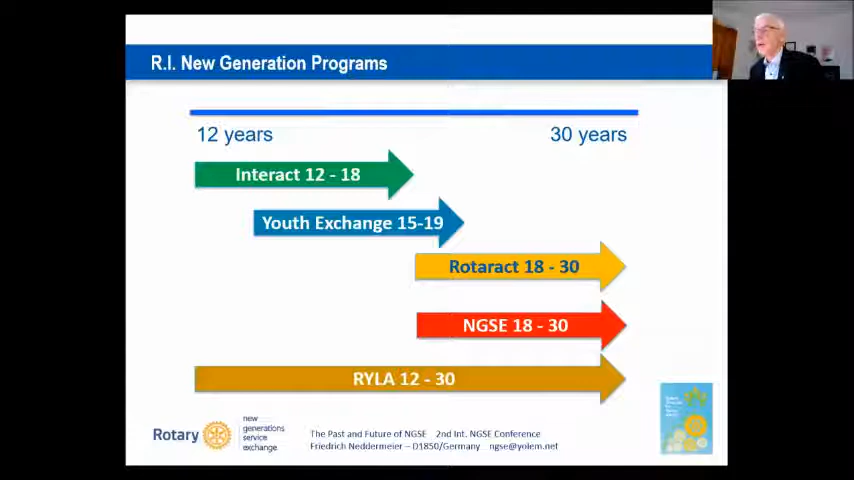 R.I. New Generation Programs
12 years
30 years
Interact 12 - 18
Youth Exchange 15-19
Rotaract 18 - 30
NGSE 18 - 30
RYLA 12 - 30
Rotary
new
generations
service
exchange
The Past and Future of NGSE 2nd Int. NGSE Conference
Friedrich Neddermeier – D1850/Germany ngse@yolem.net